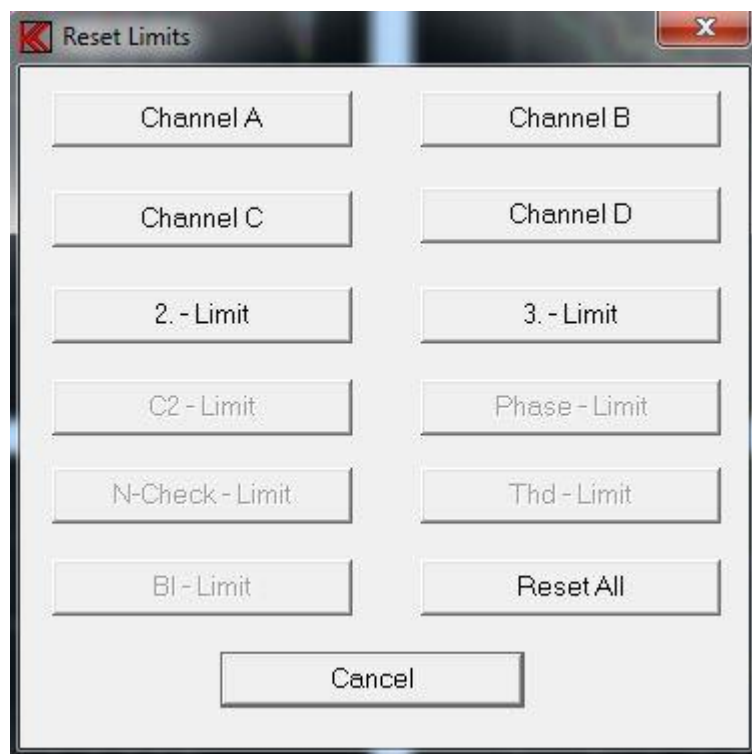 Reset Limits
Channel A
Channel B
Channel C
Channel D
2. - Limit
3. - Limit
C2 - Limit
Phase - Limit
N-Check - Limit
Thd - Limit
Bl - Limit
Reset All
Cancel